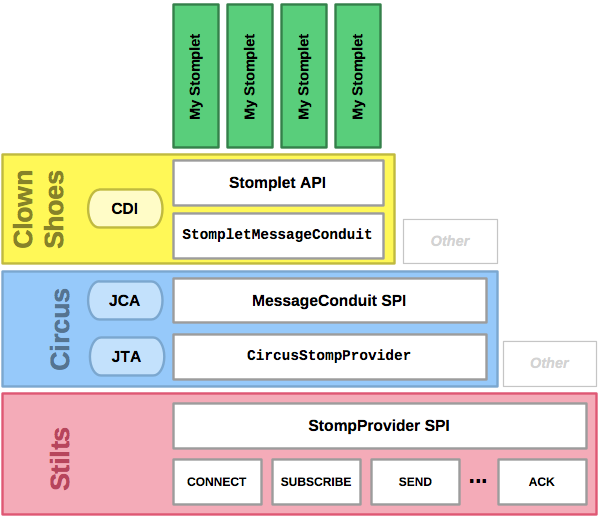 My Stomplet
My Stomplet
My Stomplet
My Stomplet
Clown
Shoes
CDI
Stomplet API
StompletMessageConduit
Other
Circus
JCA
JTA
MessageConduit SPI
CircusStompProvider
Other
Stilts
StompProvider SPI
CONNECT
SUBSCRIBE
SEND
...
ACK